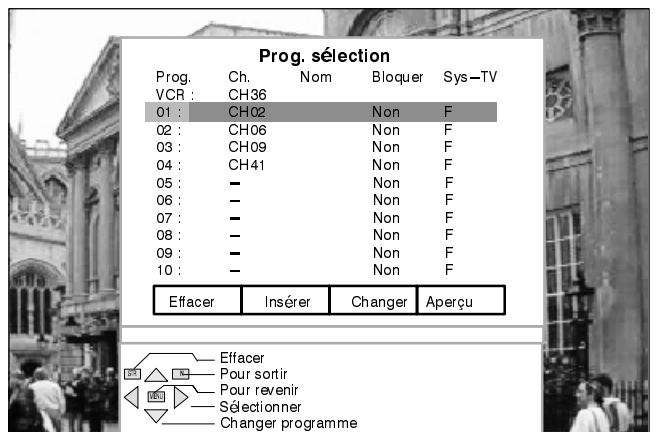 Prog. sélection
Prog. Ch. Nom Bloquer Sys–TV
VCR : CH36
01 : CH02 Non F
02 : CH06 Non F
03 : CH09 Non F
04 : CH41 Non F
05 : – Non F
06 : – Non F
07 : – Non F
08 : – Non F
09 : – Non F
10 : – Non F
Effacer Insérer Changer Aperçu
Effacer
STR N Pour sortir
MENU Pour revenir
Sélectionner
Changer programme